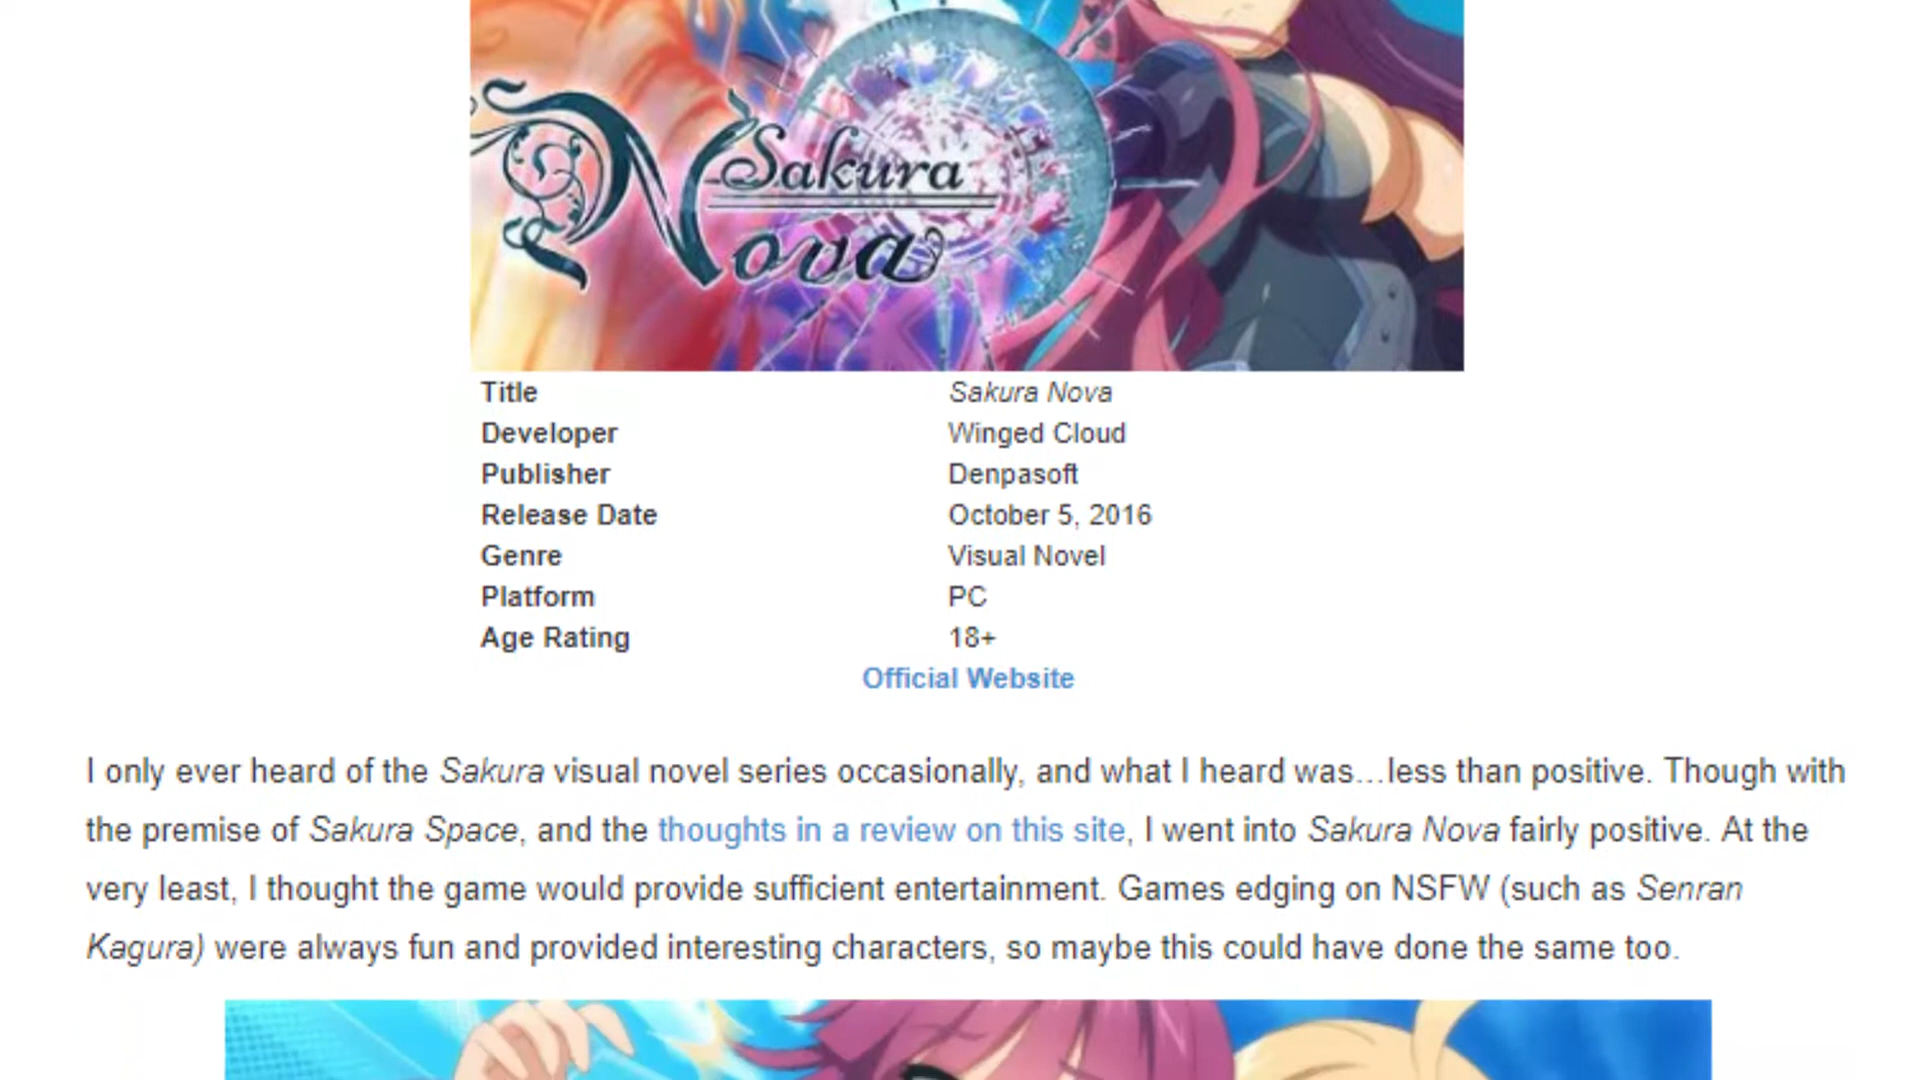 Sakura
Nova
Title Sakura Nova
Developer Winged Cloud
Publisher Denpasoft
Release Date October 5, 2016
Genre Visual Novel
Platform PC
Age Rating 18+
Official Website
I only ever heard of the Sakura visual novel series occasionally, and what I heard was…less than positive. Though with
the premise of Sakura Space, and the thoughts in a review on this site, I went into Sakura Nova fairly positive. At the
very least, I thought the game would provide sufficient entertainment. Games edging on NSFW (such as Senran
Kagura) were always fun and provided interesting characters, so maybe this could have done the same too.